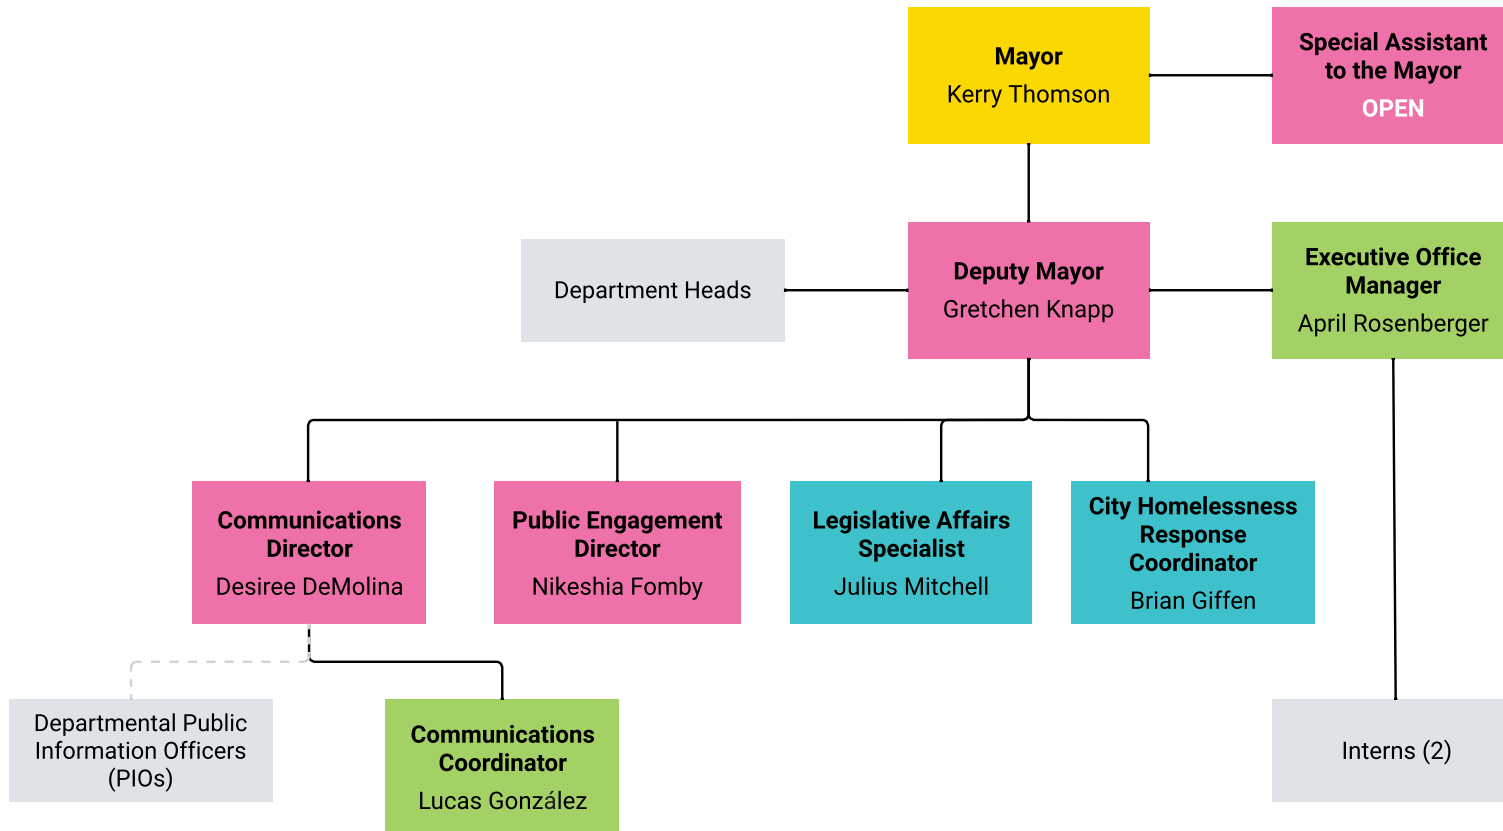 Mayor
Kerry Thomson
Special Assistant
to the Mayor
OPEN
Department Heads
Deputy Mayor
Gretchen Knapp
Executive Office
Manager
April Rosenberger
Communications
Director
Desiree DeMolina
Public Engagement
Director
Nikeshia Fomby
Legislative Affairs
Specialist
Julius Mitchell
City Homelessness
Response
Coordinator
Brian Giffen
Departmental Public
Information Officers
(PIOs)
Communications
Coordinator
Lucas González
Interns (2)